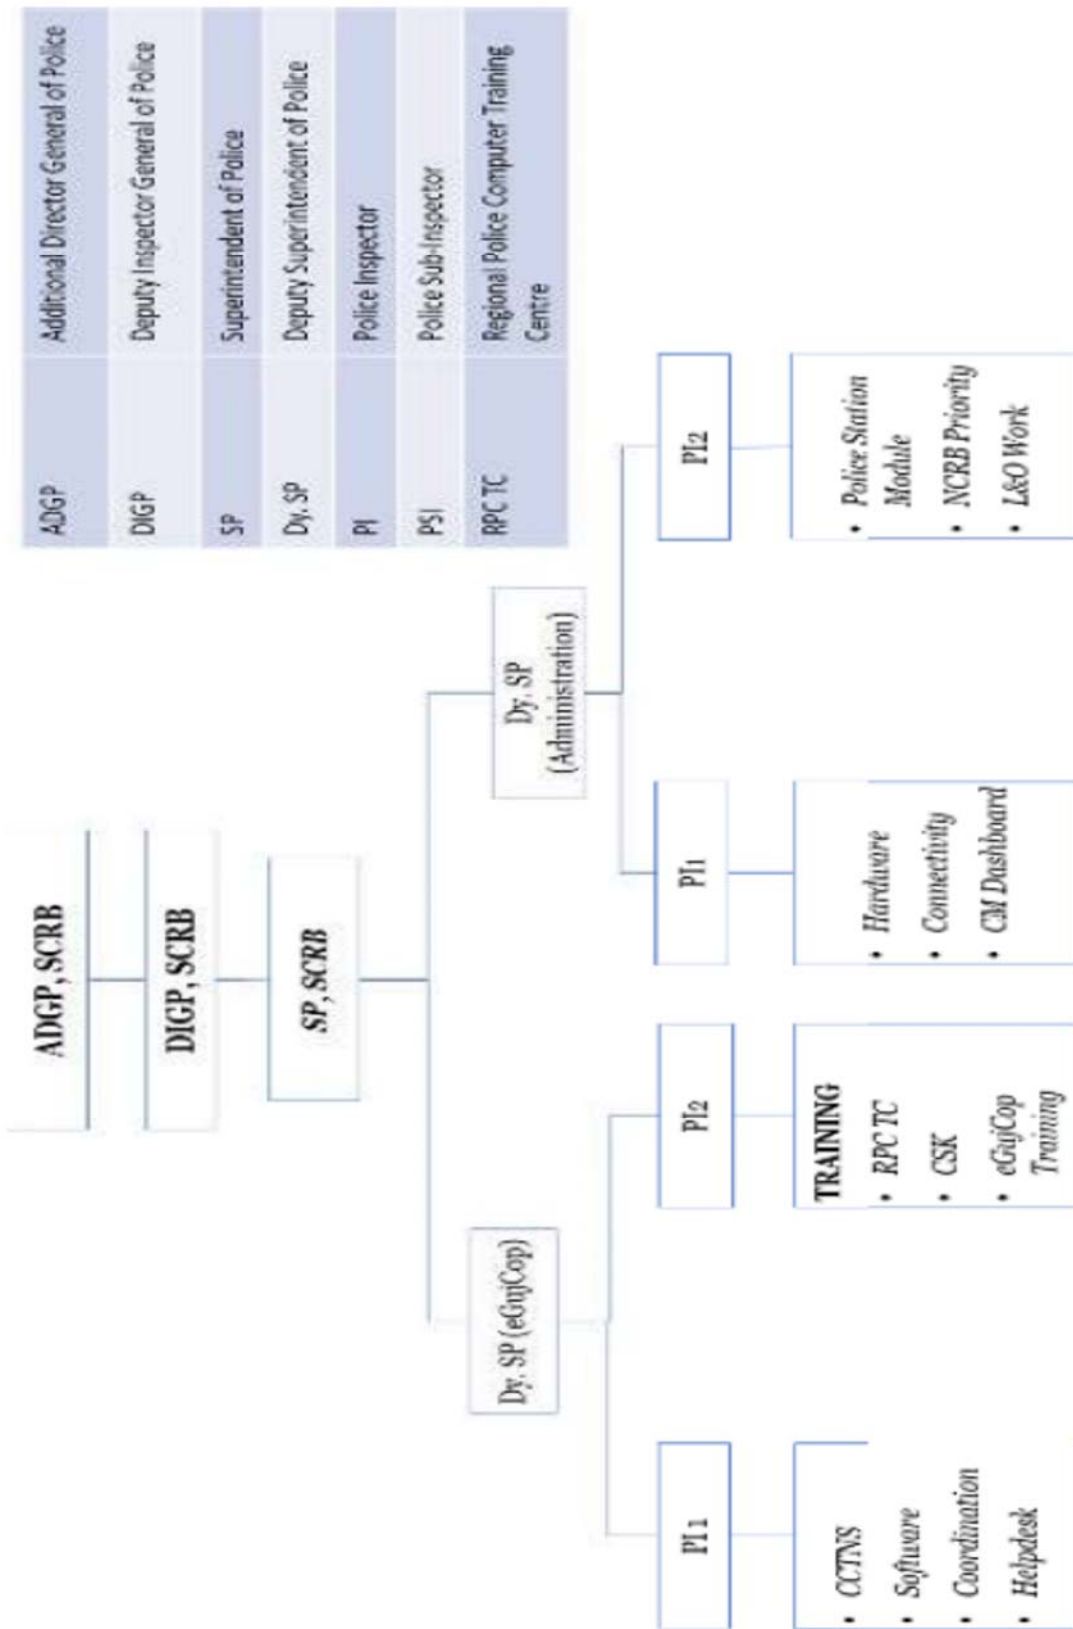 ADGP, SCRB
DIGP, SCRB
SP, SCRB
ADGP Additional Director General of Police
DIGP Deputy Inspector General of Police
SP Superintendent of Police
Dy. SP Deputy Superintendent of Police
PI Police Inspector
PSI Police Sub-Inspector
RPC TC Regional Police Computer Training
Centre
Dy. SP (eGujCop)
Dy. SP
(Administration)
PI 1
PI2
PI1
PI2
• CCTNS
• Software
• Coordination
• Helpdesk
TRAINING
• RPC TC
• CSK
• eGujCop
Training
• Hardware
• Connectivity
• CM Dashboard
• Police Station
Module
• NCRB Priority
• L&O Work